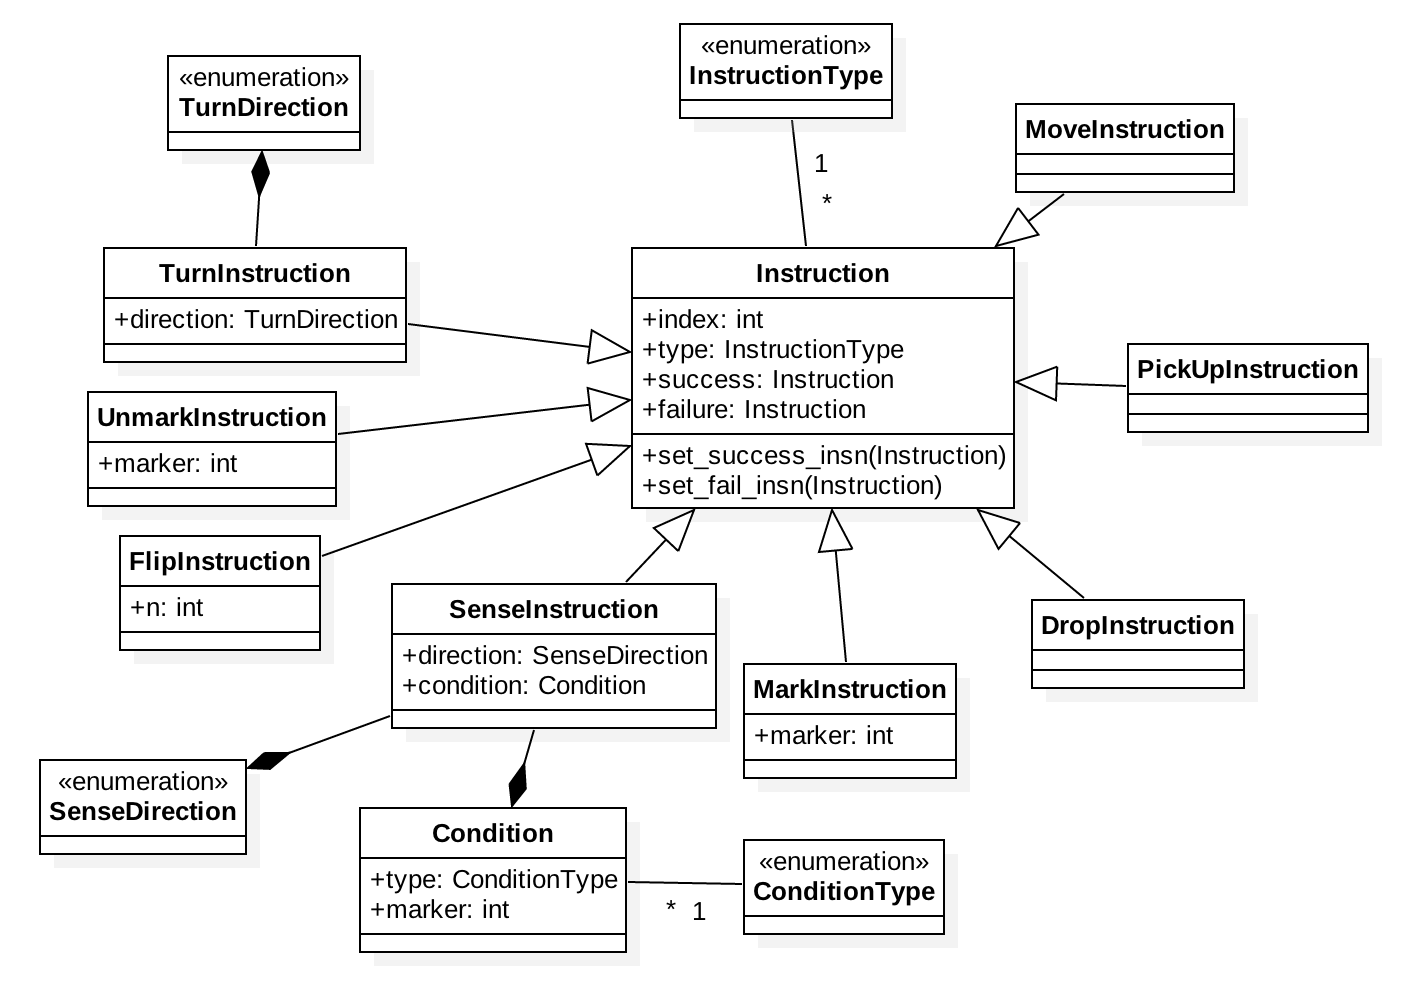 «enumeration»
InstructionType
«enumeration»
TurnDirection
MoveInstruction
1
*
TurnInstruction
+direction: TurnDirection
Instruction
+index: int
+type: InstructionType
+success: Instruction
+failure: Instruction
+set_success_insn(Instruction)
+set_fail_insn(Instruction)
PickUpInstruction
UnmarkInstruction
+marker: int
FlipInstruction
+n: int
SenseInstruction
+direction: SenseDirection
+condition: Condition
DropInstruction
MarkInstruction
+marker: int
«enumeration»
SenseDirection
Condition
+type: ConditionType
+marker: int
* 1
«enumeration»
ConditionType